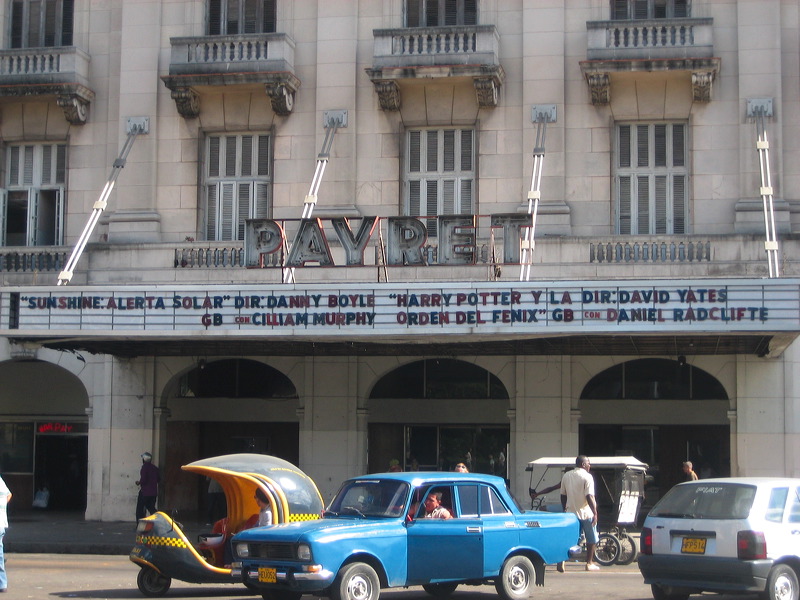 PAYRET
"SUNSHINE: ALERTA SOLAR" DIR: DANNY BOYLE "HARRY POTTER Y LA DIR: DAVID YATES
GB CON CILLIAM MURPHY ORDEN DEL FENIX" GB CON DANIEL RADCLIFTE
FIAT